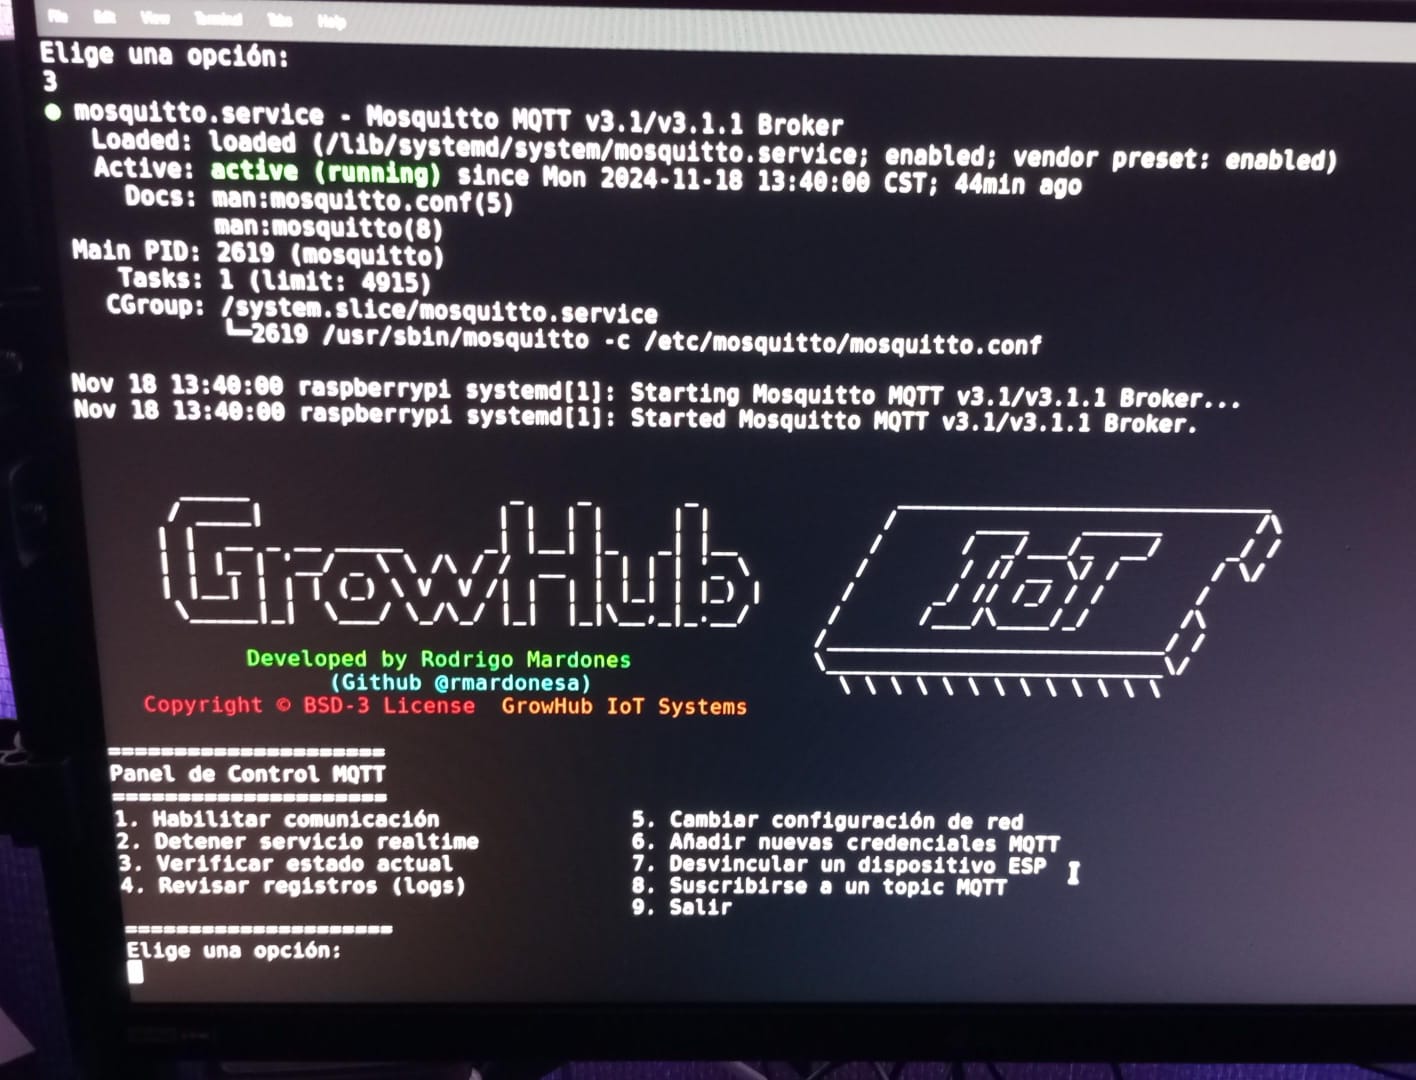 File Edit View Terminal Tabs Help
Elige una opción:
3
● mosquitto.service - Mosquitto MQTT v3.1/v3.1.1 Broker
Loaded: loaded (/lib/systemd/system/mosquitto.service; enabled; vendor preset: enabled)
Active: active (running) since Mon 2024-11-18 13:40:00 CST; 44min ago
Docs: man:mosquitto.conf(5)
man:mosquitto(8)
Main PID: 2619 (mosquitto)
Tasks: 1 (limit: 4915)
CGroup: /system.slice/mosquitto.service
└─2619 /usr/sbin/mosquitto -c /etc/mosquitto/mosquitto.conf
Nov 18 13:40:00 raspberrypi systemd[1]: Starting Mosquitto MQTT v3.1/v3.1.1 Broker...
Nov 18 13:40:00 raspberrypi systemd[1]: Started Mosquitto MQTT v3.1/v3.1.1 Broker.
GrowHub IoT
Developed by Rodrigo Mardones
(Github @rmardonesa)
Copyright © BSD-3 License GrowHub IoT Systems
=====================
Panel de Control MQTT
=====================
1. Habilitar comunicación 5. Cambiar configuración de red
2. Detener servicio realtime 6. Añadir nuevas credenciales MQTT
3. Verificar estado actual 7. Desvincular un dispositivo ESP
4. Revisar registros (logs) 8. Suscribirse a un topic MQTT
9. Salir
=====================
Elige una opción: